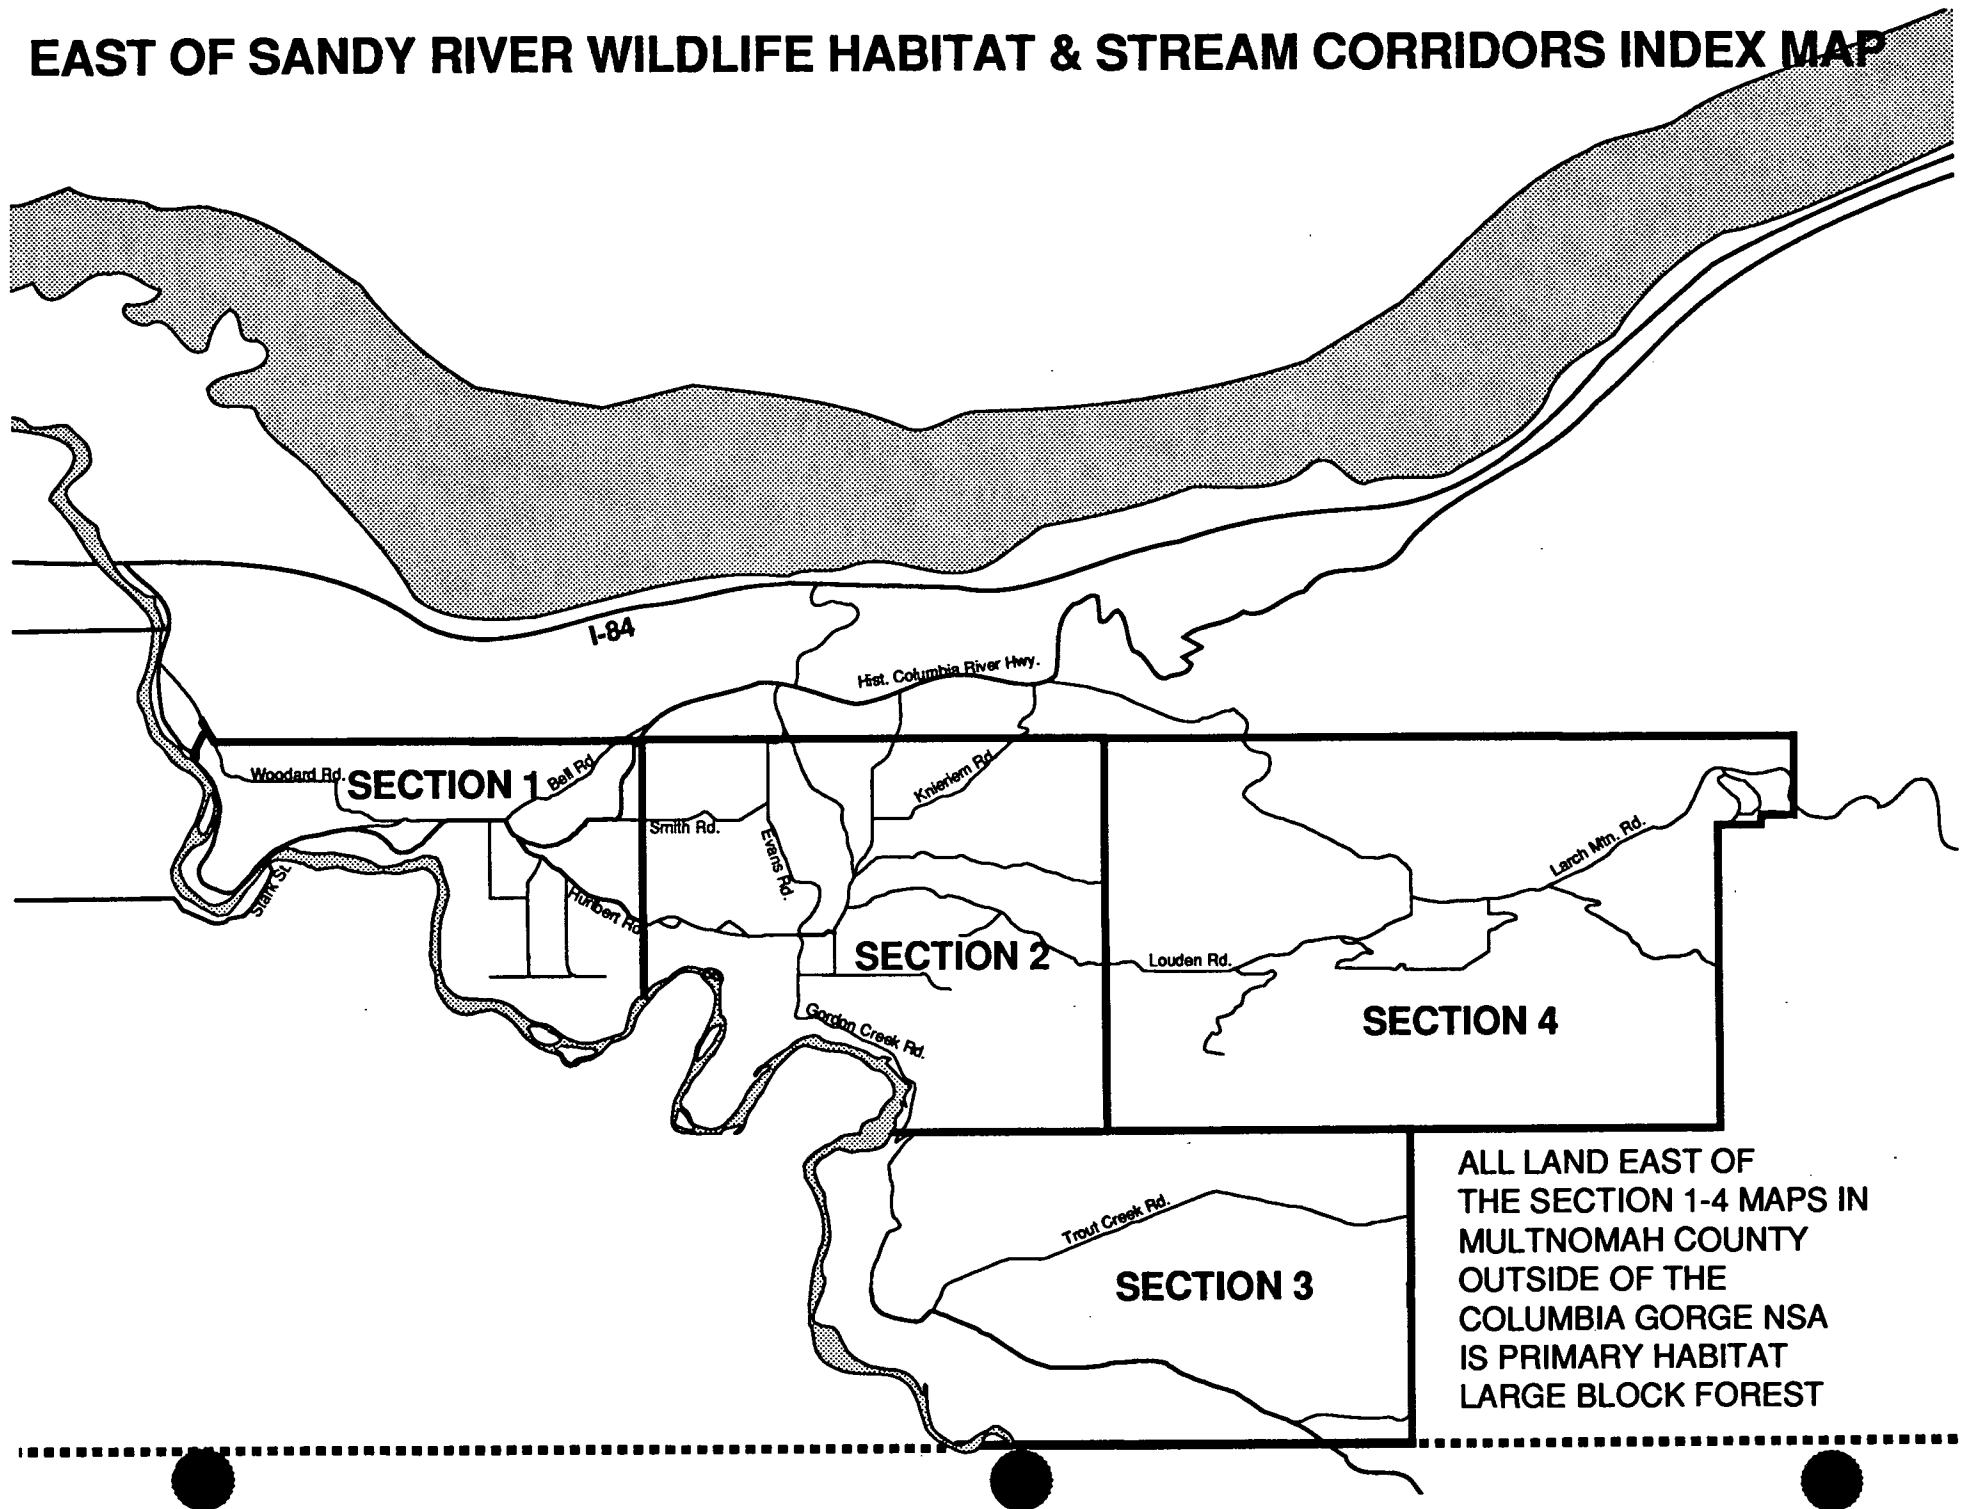 EAST OF SANDY RIVER WILDLIFE HABITAT & STREAM CORRIDORS INDEX MAP
I-84
Hist. Columbia River Hwy.
Woodard Rd.
SECTION 1
Bell Rd.
Knieriem Rd.
Smith Rd.
Evans Rd.
Larch Mtn. Rd.
Stark St.
Hurlbert Rd.
SECTION 2
Louden Rd.
SECTION 4
Gordon Creek Rd.
Trout Creek Rd.
SECTION 3
ALL LAND EAST OF
THE SECTION 1-4 MAPS IN
MULTNOMAH COUNTY
OUTSIDE OF THE
COLUMBIA GORGE NSA
IS PRIMARY HABITAT
LARGE BLOCK FOREST